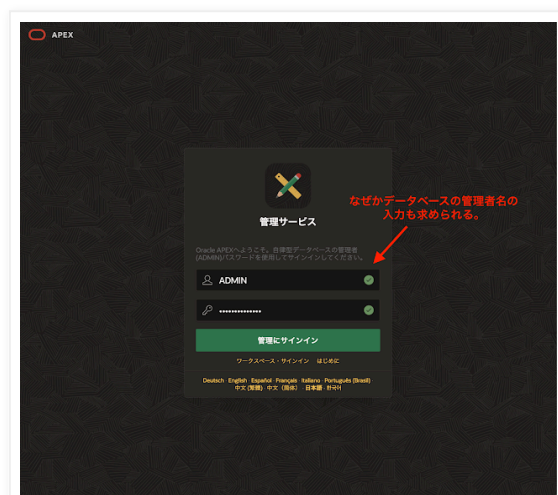 APEX
なぜかデータベースの管理者名の
入力も求められる。
管理サービス
Oracle APEXへようこそ。自律型データベースの管理者
(ADMIN)パスワードを使用してサインインしてください。
ADMIN
••••••••••••••
管理にサインイン
ワークスペース・サインイン はじめに
Deutsch English Español Français Italiano Português (Brasil)
中文 (繁體) 中文 (简体) 日本語 한국어